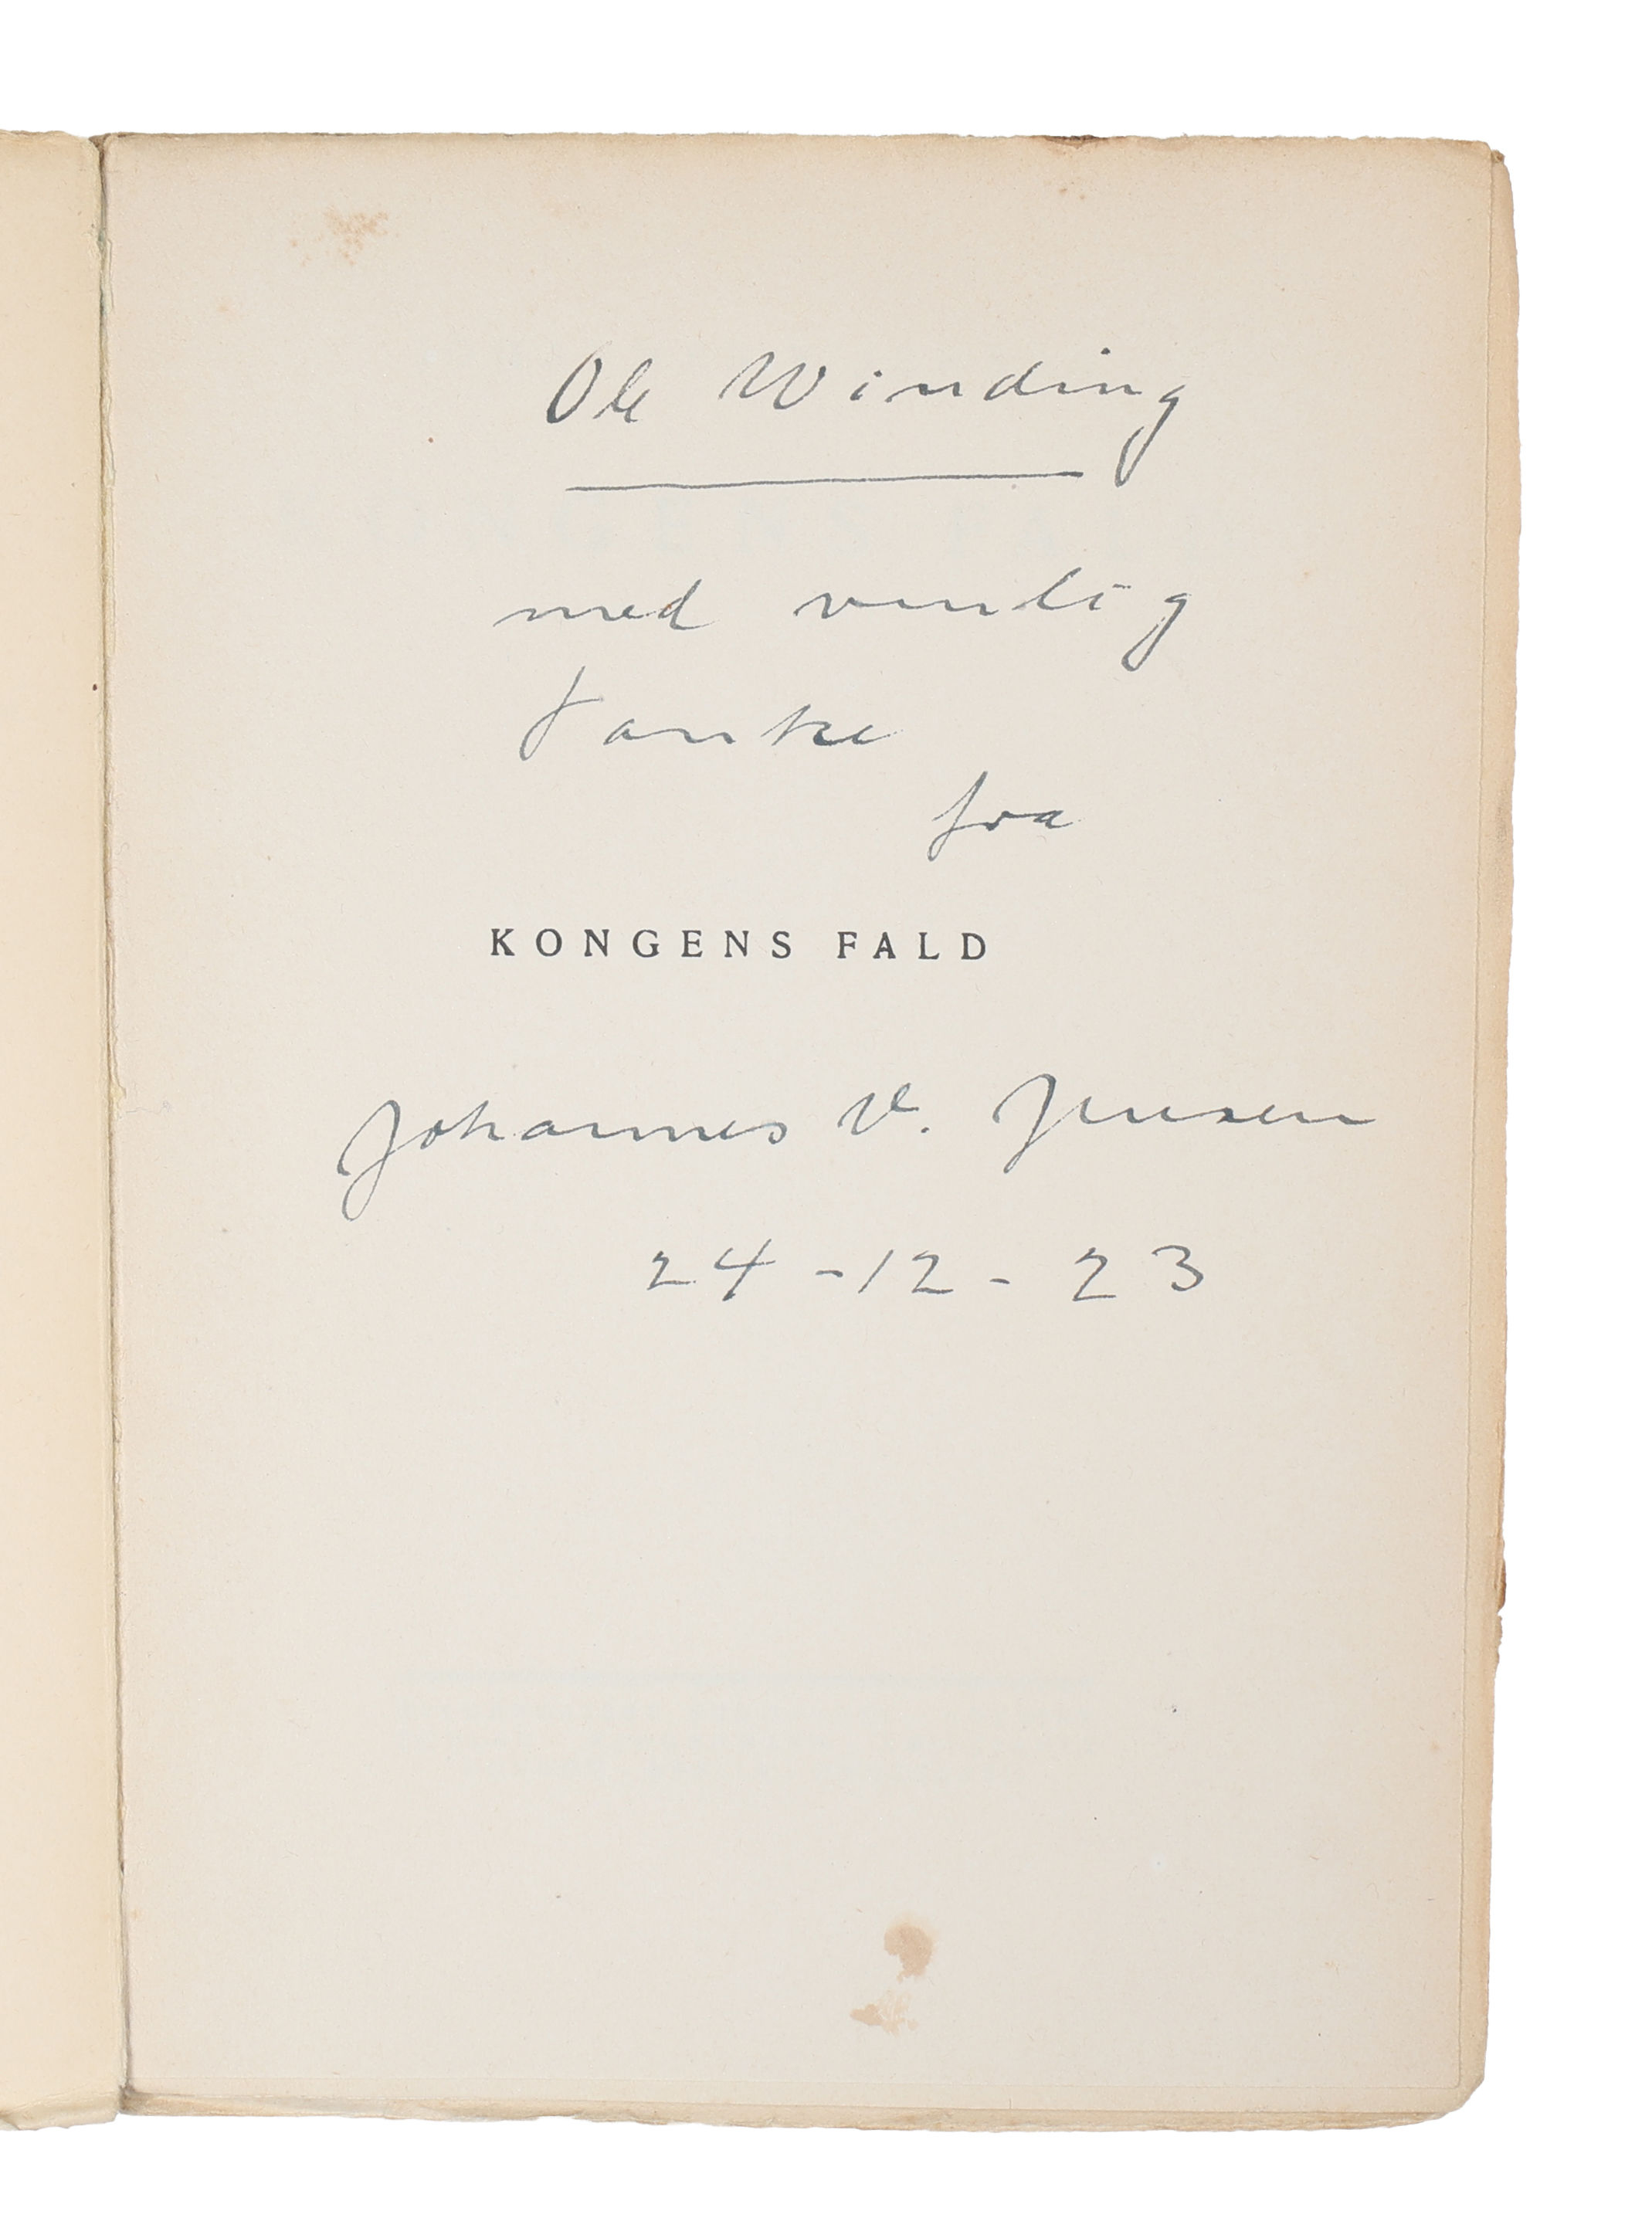 Ole Winding
med venlig
Tanke
fra
KONGENS FALD
Johannes V. Jensen
24-12-23